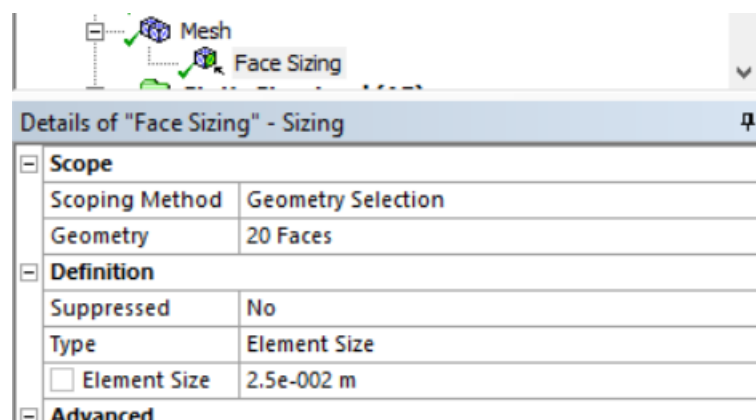 Mesh
Face Sizing
Details of "Face Sizing" - Sizing
Scope
Scoping Method Geometry Selection
Geometry 20 Faces
Definition
Suppressed No
Type Element Size
Element Size 2.5e-002 m
Advanced